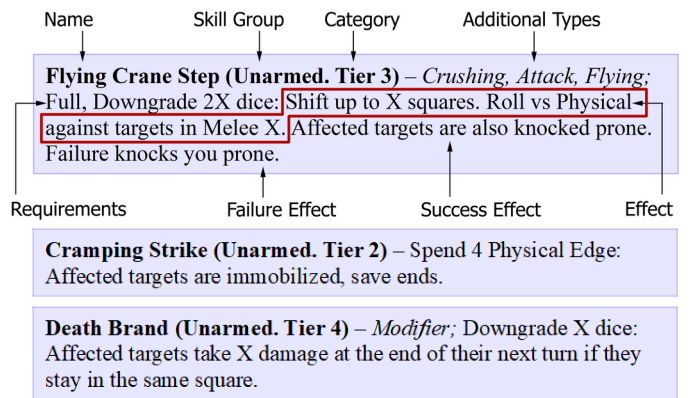 Name Skill Group Category Additional Types
Flying Crane Step (Unarmed. Tier 3) – Crushing, Attack, Flying;
Full, Downgrade 2X dice: Shift up to X squares. Roll vs Physical
against targets in Melee X. Affected targets are also knocked prone.
Failure knocks you prone.
Requirements Failure Effect Success Effect Effect
Cramping Strike (Unarmed. Tier 2) – Spend 4 Physical Edge:
Affected targets are immobilized, save ends.
Death Brand (Unarmed. Tier 4) – Modifier; Downgrade X dice:
Affected targets take X damage at the end of their next turn if they
stay in the same square.